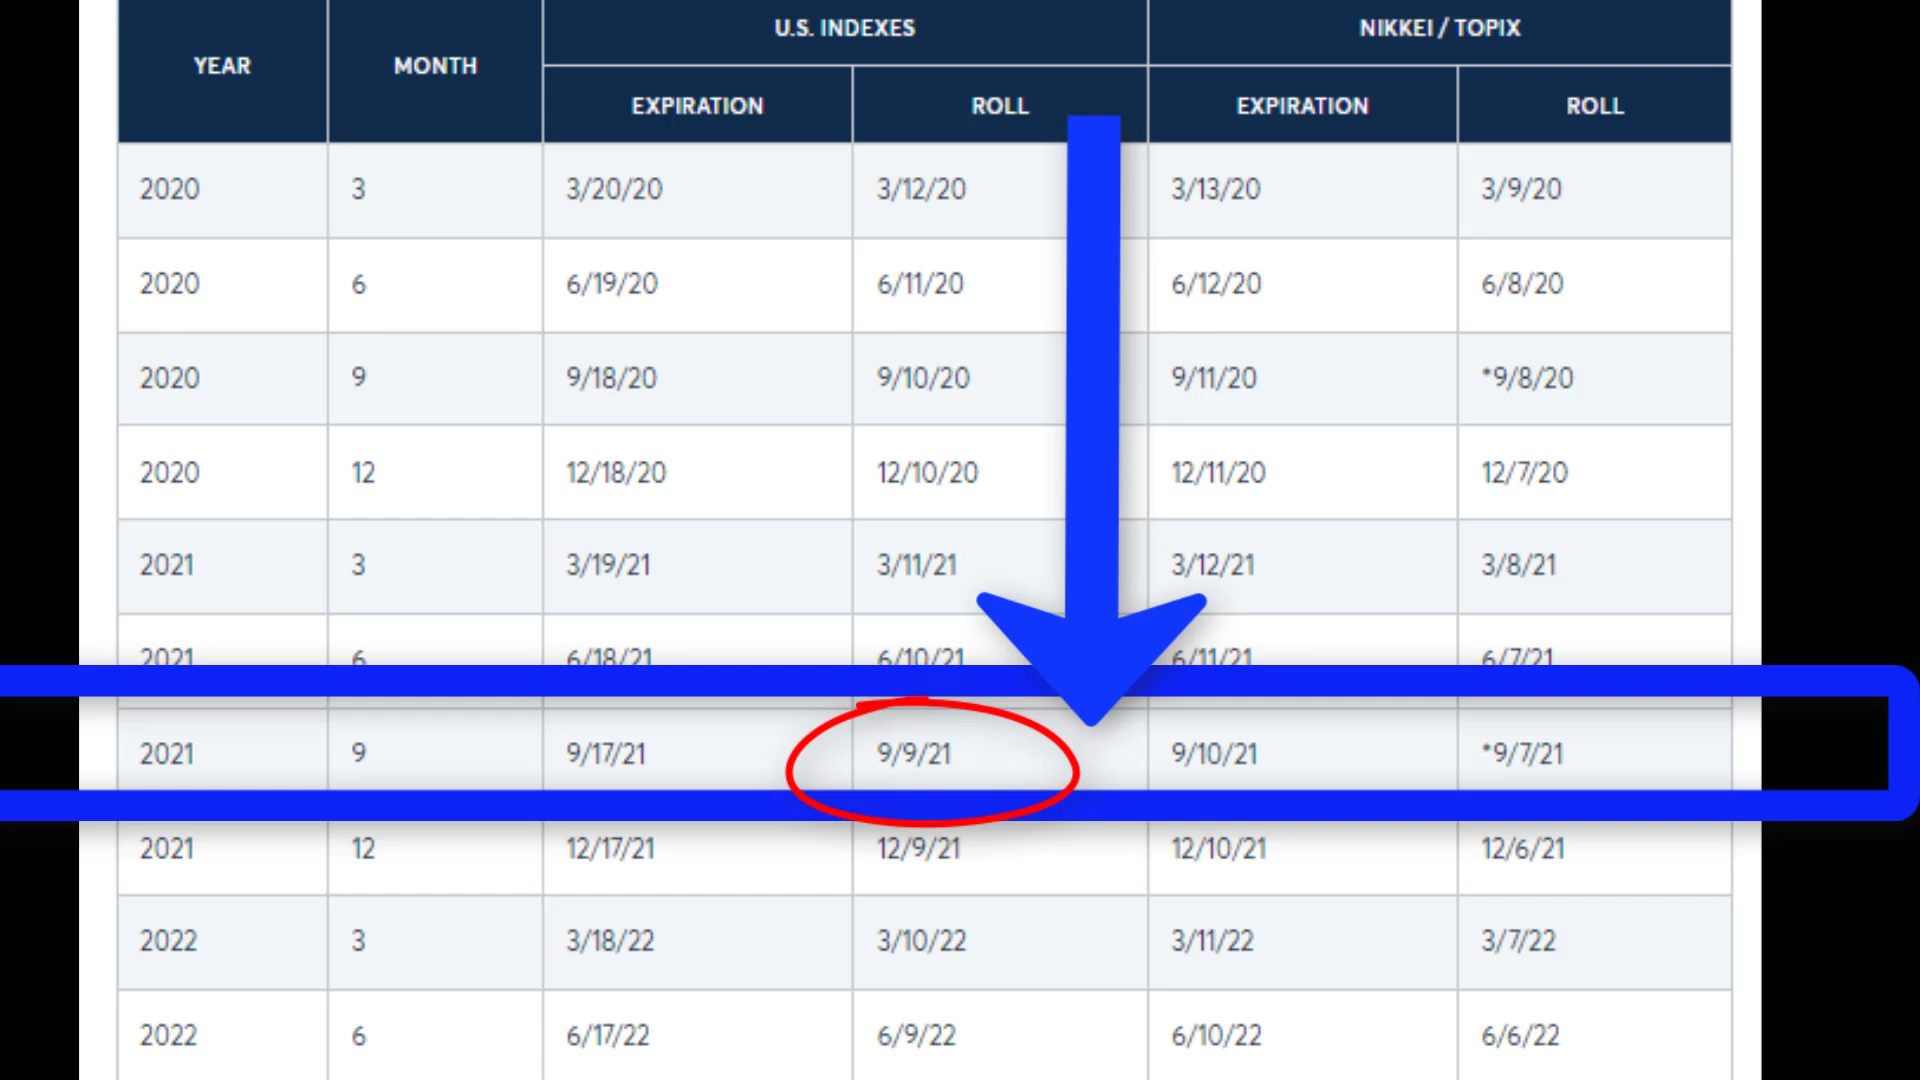 YEAR MONTH U.S. INDEXES NIKKEI / TOPIX
EXPIRATION ROLL EXPIRATION ROLL
2020 3 3/20/20 3/12/20 3/13/20 3/9/20
2020 6 6/19/20 6/11/20 6/12/20 6/8/20
2020 9 9/18/20 9/10/20 9/11/20 *9/8/20
2020 12 12/18/20 12/10/20 12/11/20 12/7/20
2021 3 3/19/21 3/11/21 3/12/21 3/8/21
2021 6 6/18/21 6/10/21 6/11/21 6/7/21
2021 9 9/17/21 9/9/21 9/10/21 *9/7/21
2021 12 12/17/21 12/9/21 12/10/21 12/6/21
2022 3 3/18/22 3/10/22 3/11/22 3/7/22
2022 6 6/17/22 6/9/22 6/10/22 6/6/22